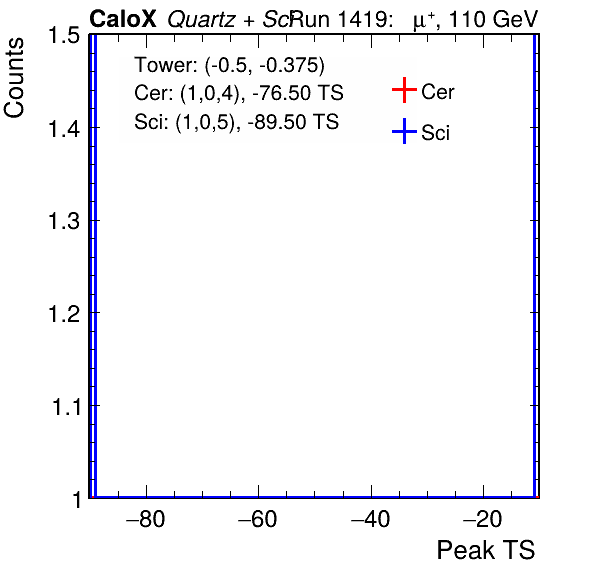 CaloX Quartz + Sci Run 1419: μ⁺, 110 GeV
Counts
1.5
1.4
1.3
1.2
1.1
1
Tower: (-0.5, -0.375)
Cer: (1,0,4), -76.50 TS
Sci: (1,0,5), -89.50 TS
Cer
Sci
−80 −60 −40 −20
Peak TS